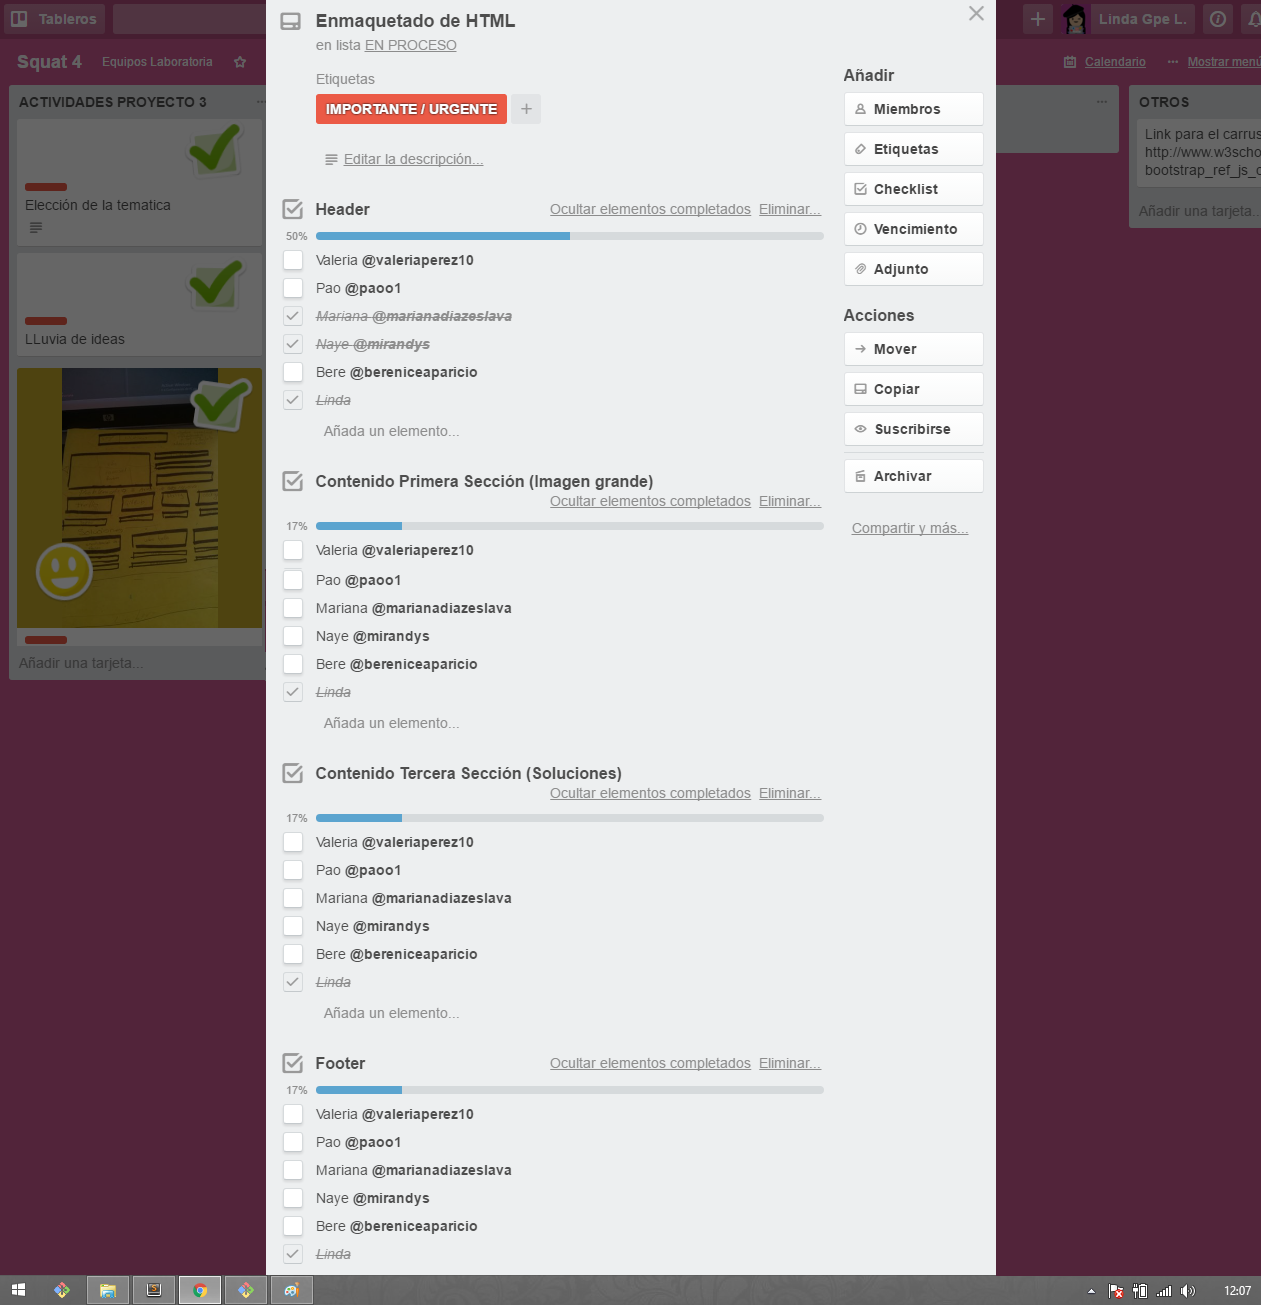 Tableros
Linda Gpe L.
Squat 4
Equipos Laboratoria
Calendario
Mostrar menú
ACTIVIDADES PROYECTO 3
Elección de la tematica
LLuvia de ideas
Añadir una tarjeta...
Enmaquetado de HTML
en lista EN PROCESO
Etiquetas
IMPORTANTE / URGENTE
Editar la descripción...
Header
Ocultar elementos completados Eliminar...
50%
Valeria @valeriaperez10
Pao @paoo1
Mariana @marianadiazeslava
Naye @mirandys
Bere @bereniceaparicio
Linda
Añada un elemento...
Contenido Primera Sección (Imagen grande)
Ocultar elementos completados Eliminar...
17%
Valeria @valeriaperez10
Pao @paoo1
Mariana @marianadiazeslava
Naye @mirandys
Bere @bereniceaparicio
Linda
Añada un elemento...
Contenido Tercera Sección (Soluciones)
Ocultar elementos completados Eliminar...
17%
Valeria @valeriaperez10
Pao @paoo1
Mariana @marianadiazeslava
Naye @mirandys
Bere @bereniceaparicio
Linda
Añada un elemento...
Footer
Ocultar elementos completados Eliminar...
17%
Valeria @valeriaperez10
Pao @paoo1
Mariana @marianadiazeslava
Naye @mirandys
Bere @bereniceaparicio
Linda
Añadir
Miembros
Etiquetas
Checklist
Vencimiento
Adjunto
Acciones
Mover
Copiar
Suscribirse
Archivar
Compartir y más...
OTROS
Link para el carrus
http://www.w3scho
bootstrap_ref_js_c
Añadir una tarjeta...
12:07